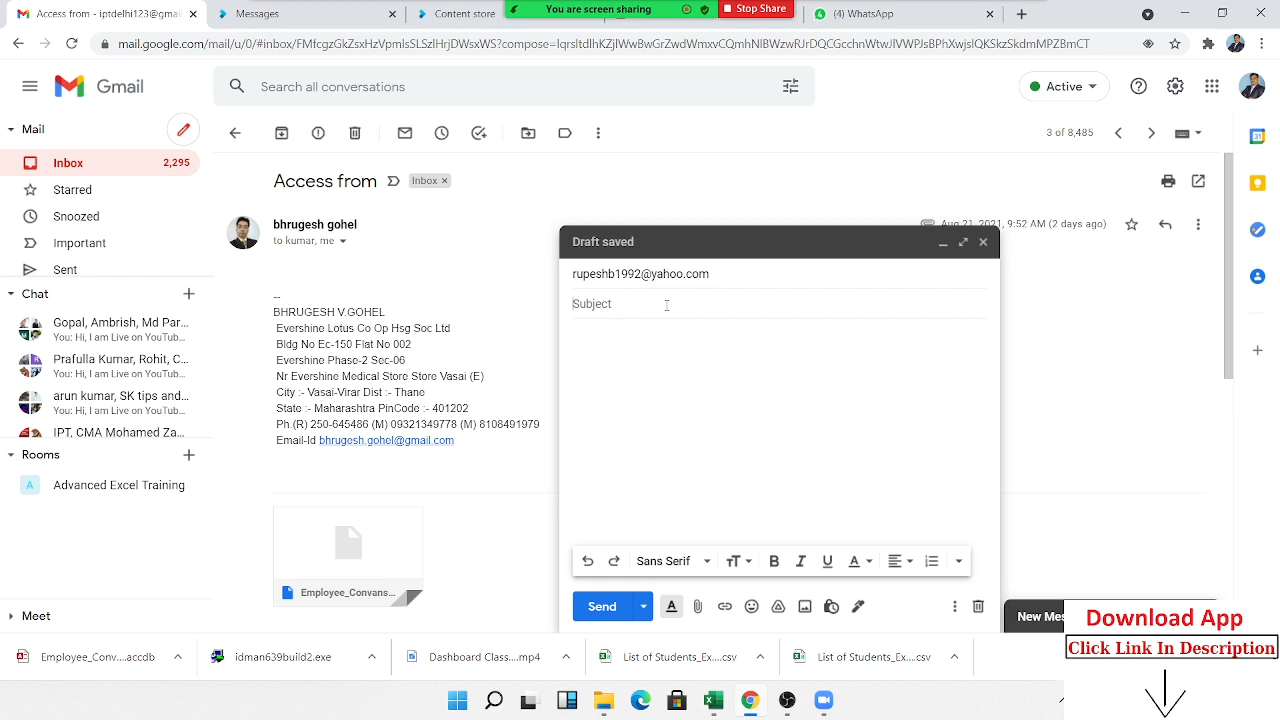 Access from - iptdelhi123@gmai
Messages
Content store
You are screen sharing
Stop Share
(4) WhatsApp
mail.google.com/mail/u/0/#inbox/
Gmail
Search all conversations
Active
Mail
Inbox 2,295
Starred
Snoozed
Important
Sent
Chat
Gopal, Ambrish, Md Par...
You: Hi, I am Live on YouTub...
Prafulla Kumar, Rohit, C...
You: Hi, I am Live on YouTub...
arun kumar, SK tips and...
You: Hi, I am Live on YouTub...
IPT, CMA Mohamed Za...
Rooms
A Advanced Excel Training
Meet
3 of 8,485
Access from
Inbox ×
bhrugesh gohel
to kumar, me
Aug 21, 2021, 9:52 AM (2 days ago)
--
BHRUGESH V.GOHEL
Evershine Lotus Co Op Hsg Soc Ltd
Bldg No Ec-150 Flat No 002
Evershine Phase-2 Sec-06
Nr Evershine Medical Store Store Vasai (E)
City :- Vasai-Virar Dist :- Thane
State :- Maharashtra PinCode :- 401202
Ph.(R) 250-645486 (M) 09321349778 (M) 8108491979
Email-Id bhrugesh.gohel@gmail.com
Employee_Convans...
Draft saved
rupeshb1992@yahoo.com
Subject
Sans Serif
Send
New Mes
Download App
Click Link In Description
Employee_Conv....accdb
idman639build2.exe
Dashboard Class....mp4
List of Students_Ex....csv
List of Students_Ex....csv